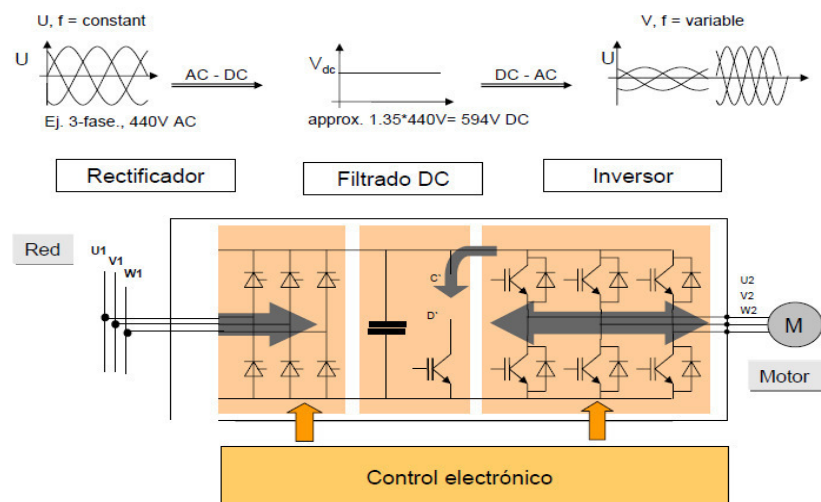 U, f = constant
V, f = variable
U
AC - DC
Vdc
DC - AC
U
Ej. 3-fase., 440V AC
approx. 1.35*440V= 594V DC
Rectificador
Filtrado DC
Inversor
Red
U1
V1
W1
C'
D'
U2
V2
W2
M
Motor
Control electrónico